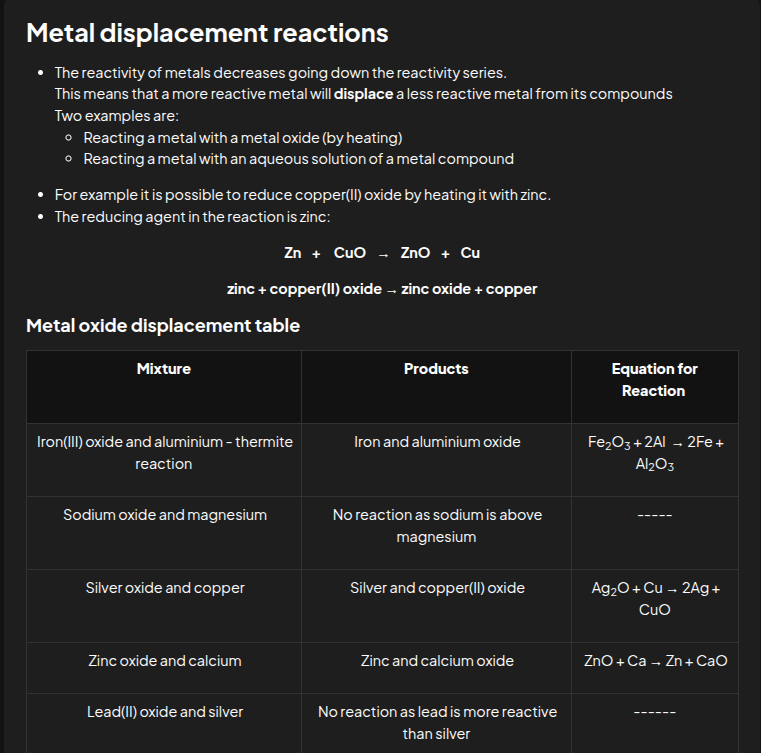 Metal displacement reactions
• The reactivity of metals decreases going down the reactivity series.
This means that a more reactive metal will displace a less reactive metal from its compounds
Two examples are:
◦ Reacting a metal with a metal oxide (by heating)
◦ Reacting a metal with an aqueous solution of a metal compound
• For example it is possible to reduce copper(II) oxide by heating it with zinc.
• The reducing agent in the reaction is zinc:
Zn + CuO → ZnO + Cu
zinc + copper(II) oxide → zinc oxide + copper
Metal oxide displacement table
Mixture
Products
Equation for
Reaction
Iron(III) oxide and aluminium - thermite
reaction
Iron and aluminium oxide
Fe₂O₃ + 2Al → 2Fe +
Al₂O₃
Sodium oxide and magnesium
No reaction as sodium is above
magnesium
-----
Silver oxide and copper
Silver and copper(II) oxide
Ag₂O + Cu → 2Ag +
CuO
Zinc oxide and calcium
Zinc and calcium oxide
ZnO + Ca → Zn + CaO
Lead(II) oxide and silver
No reaction as lead is more reactive
than silver
------